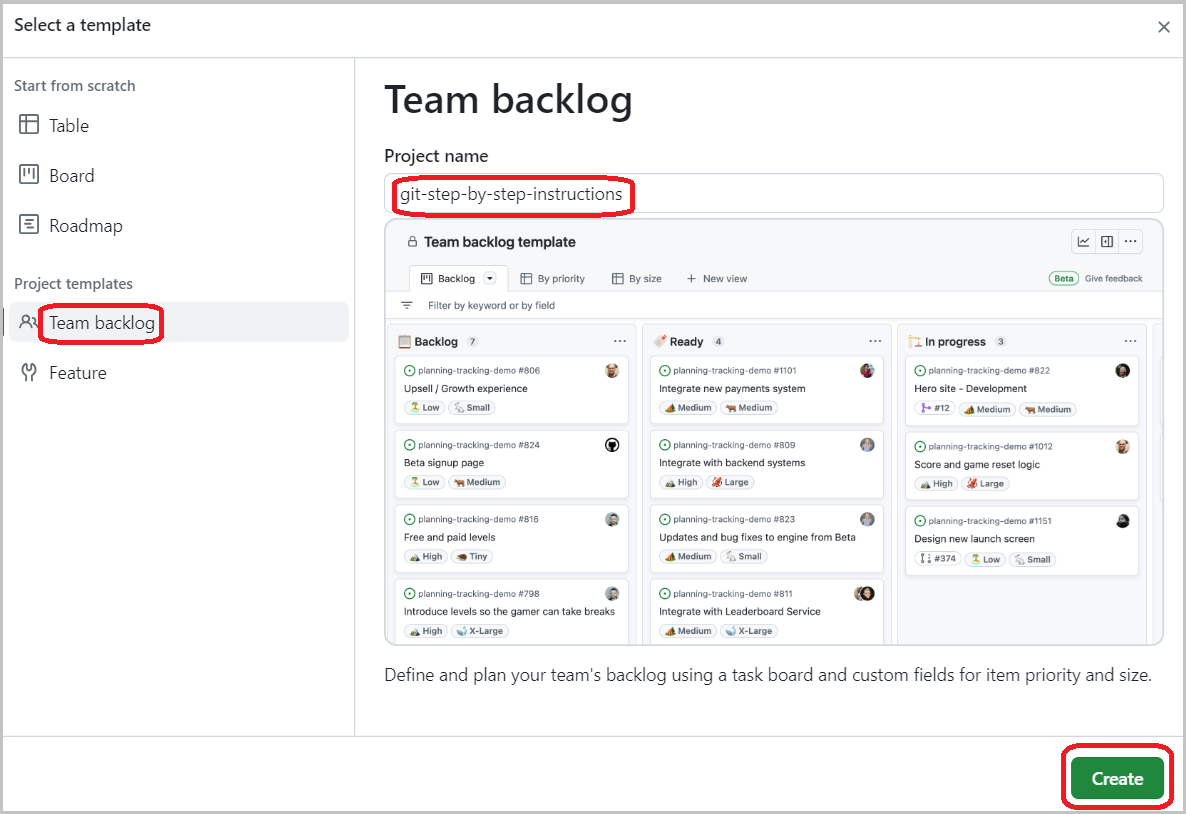 Select a template
Start from scratch
Table
Board
Roadmap
Project templates
Team backlog
Feature
Team backlog
Project name
git-step-by-step-instructions
Team backlog template
Backlog By priority By size New view Beta Give feedback
Filter by keyword or by field
Backlog 7
planning-tracking-demo #806
Upsell / Growth experience
Low Small
planning-tracking-demo #824
Beta signup page
Low Medium
planning-tracking-demo #816
Free and paid levels
High Tiny
planning-tracking-demo #798
Introduce levels so the gamer can take breaks
High X-Large
Ready 4
planning-tracking-demo #1101
Integrate new payments system
Medium Medium
planning-tracking-demo #809
Integrate with backend systems
High Large
planning-tracking-demo #823
Updates and bug fixes to engine from Beta
Medium Small
planning-tracking-demo #811
Integrate with Leaderboard Service
Medium X-Large
In progress 3
planning-tracking-demo #822
Hero site - Development
#12 Medium Medium
planning-tracking-demo #1012
Score and game reset logic
High Large
planning-tracking-demo #1151
Design new launch screen
#374 Low Small
Define and plan your team's backlog using a task board and custom fields for item priority and size.
Create